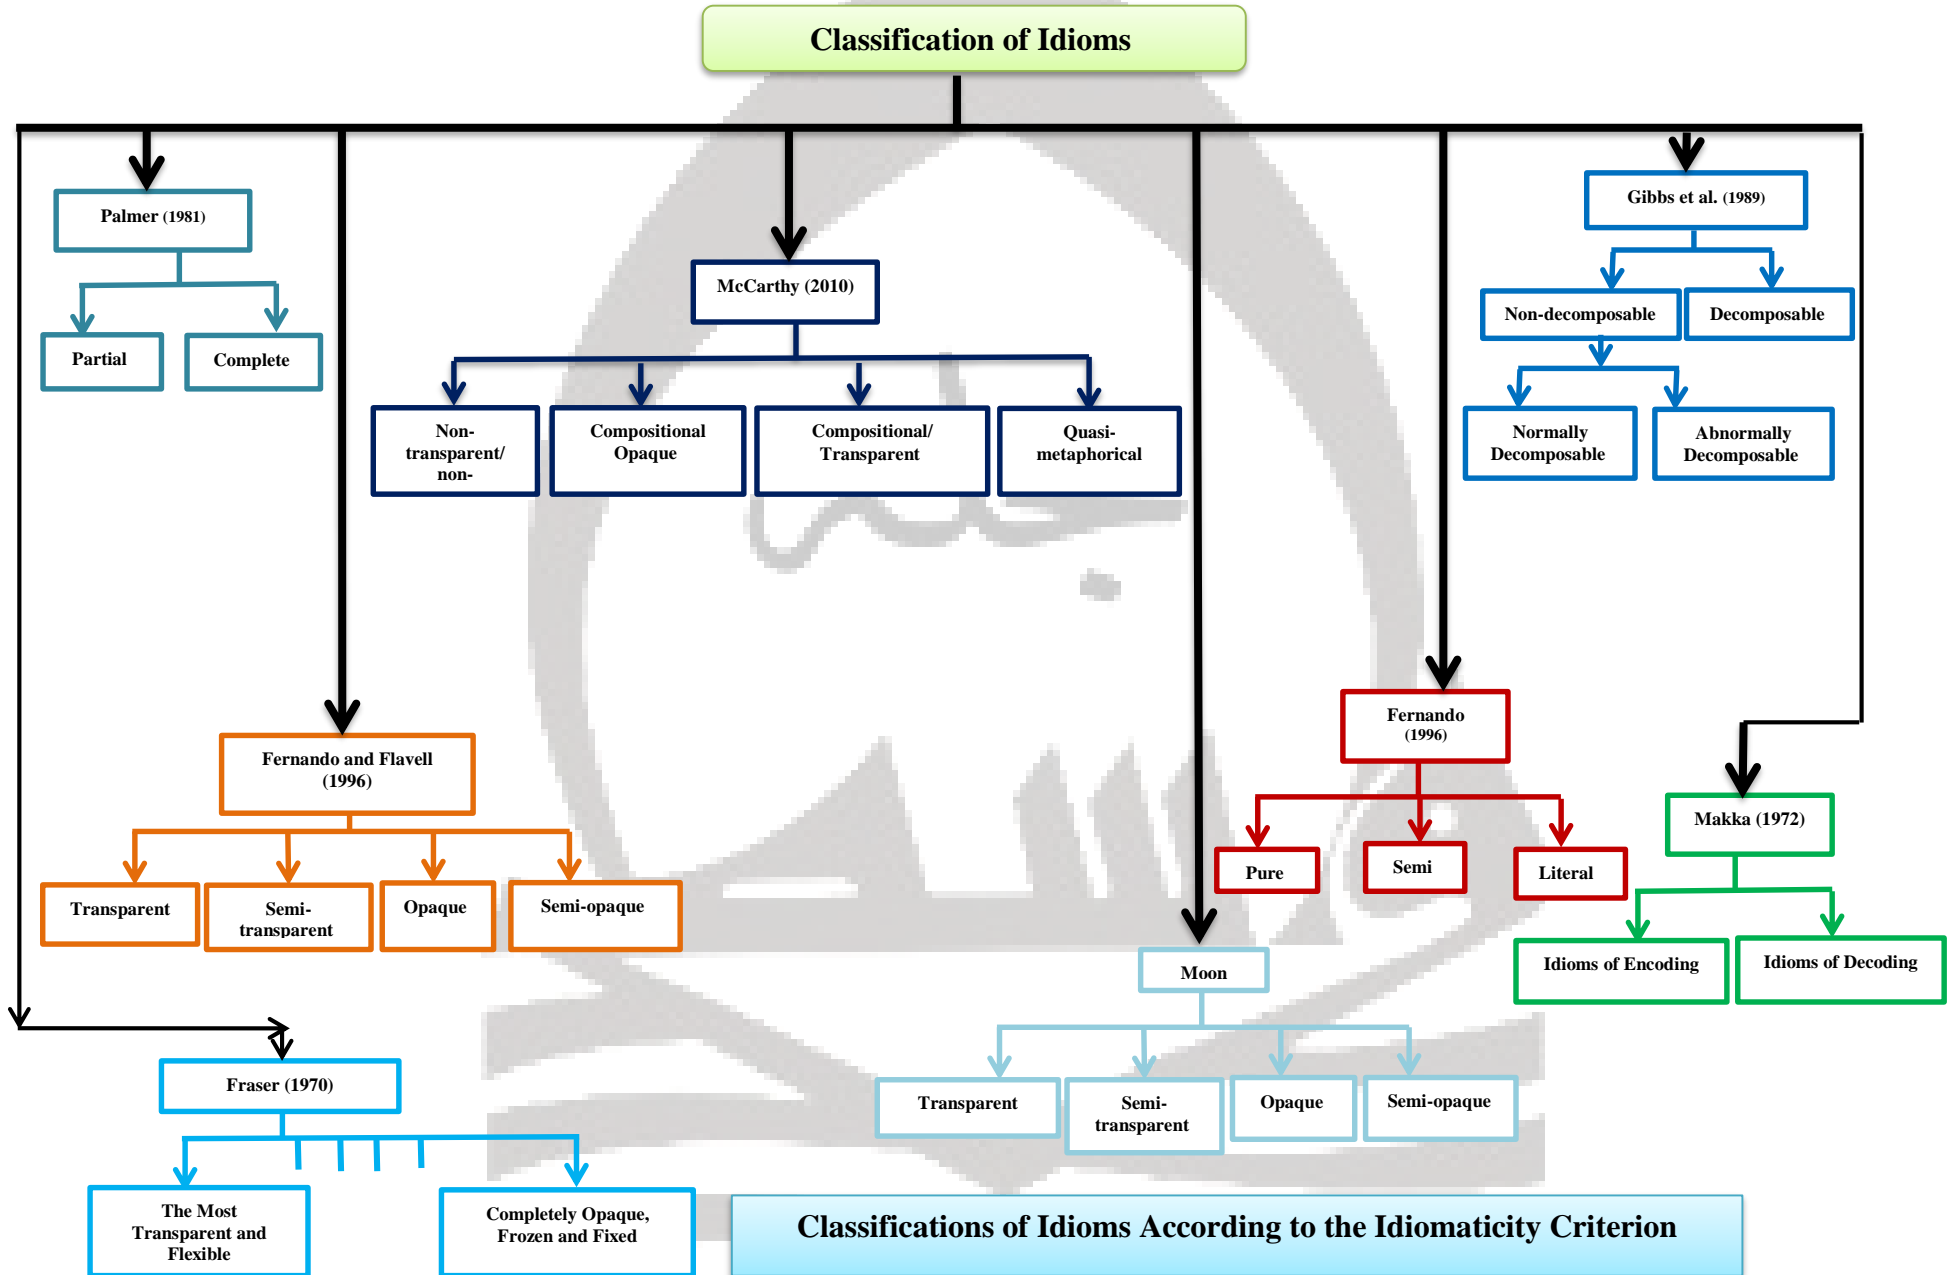 Classification of Idioms
Palmer (1981)
Partial
Complete
McCarthy (2010)
Non-
transparent/
non-
Compositional
Opaque
Compositional/
Transparent
Quasi-
metaphorical
Gibbs et al. (1989)
Non-decomposable
Decomposable
Normally
Decomposable
Abnormally
Decomposable
Fernando and Flavell
(1996)
Transparent
Semi-
transparent
Opaque
Semi-opaque
Fernando
(1996)
Pure
Semi
Literal
Makka (1972)
Idioms of Encoding
Idioms of Decoding
Moon
Transparent
Semi-
transparent
Opaque
Semi-opaque
Fraser (1970)
The Most
Transparent and
Flexible
Completely Opaque,
Frozen and Fixed
Classifications of Idioms According to the Idiomaticity Criterion